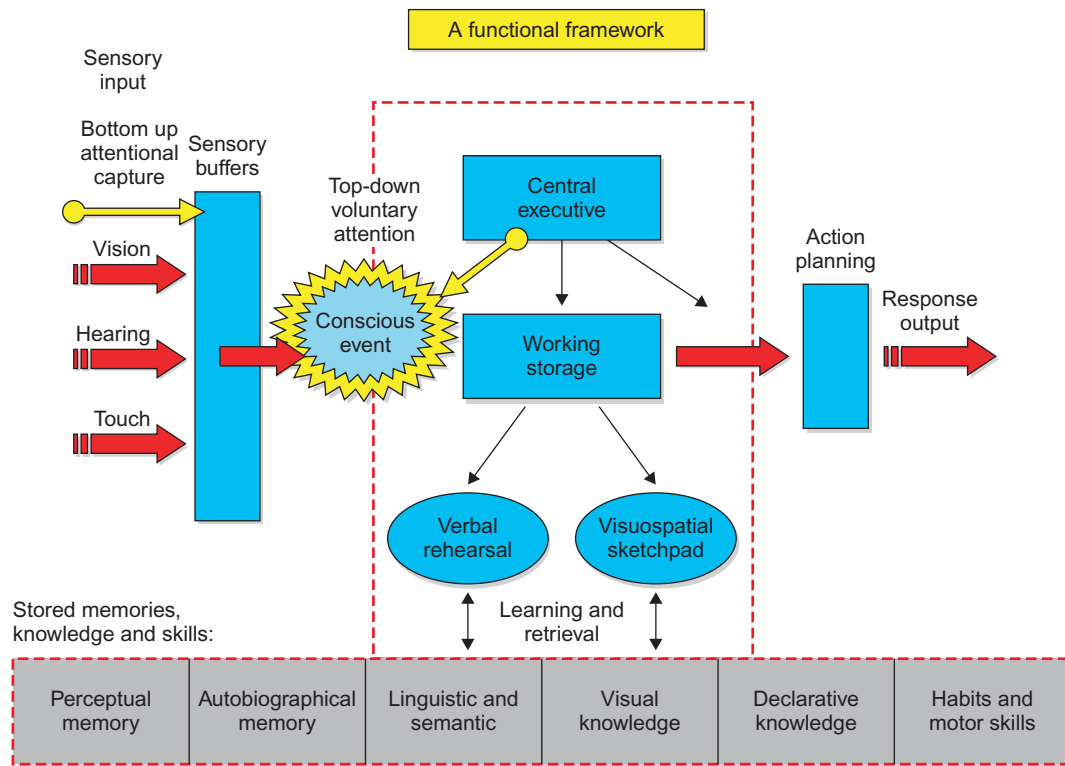 A functional framework
Sensory
input
Bottom up
attentional
capture
Sensory
buffers
Vision
Hearing
Touch
Top-down
voluntary
attention
Conscious
event
Central
executive
Working
storage
Action
planning
Response
output
Verbal
rehearsal
Visuospatial
sketchpad
Learning and
retrieval
Stored memories,
knowledge and skills:
Perceptual
memory
Autobiographical
memory
Linguistic and
semantic
Visual
knowledge
Declarative
knowledge
Habits and
motor skills